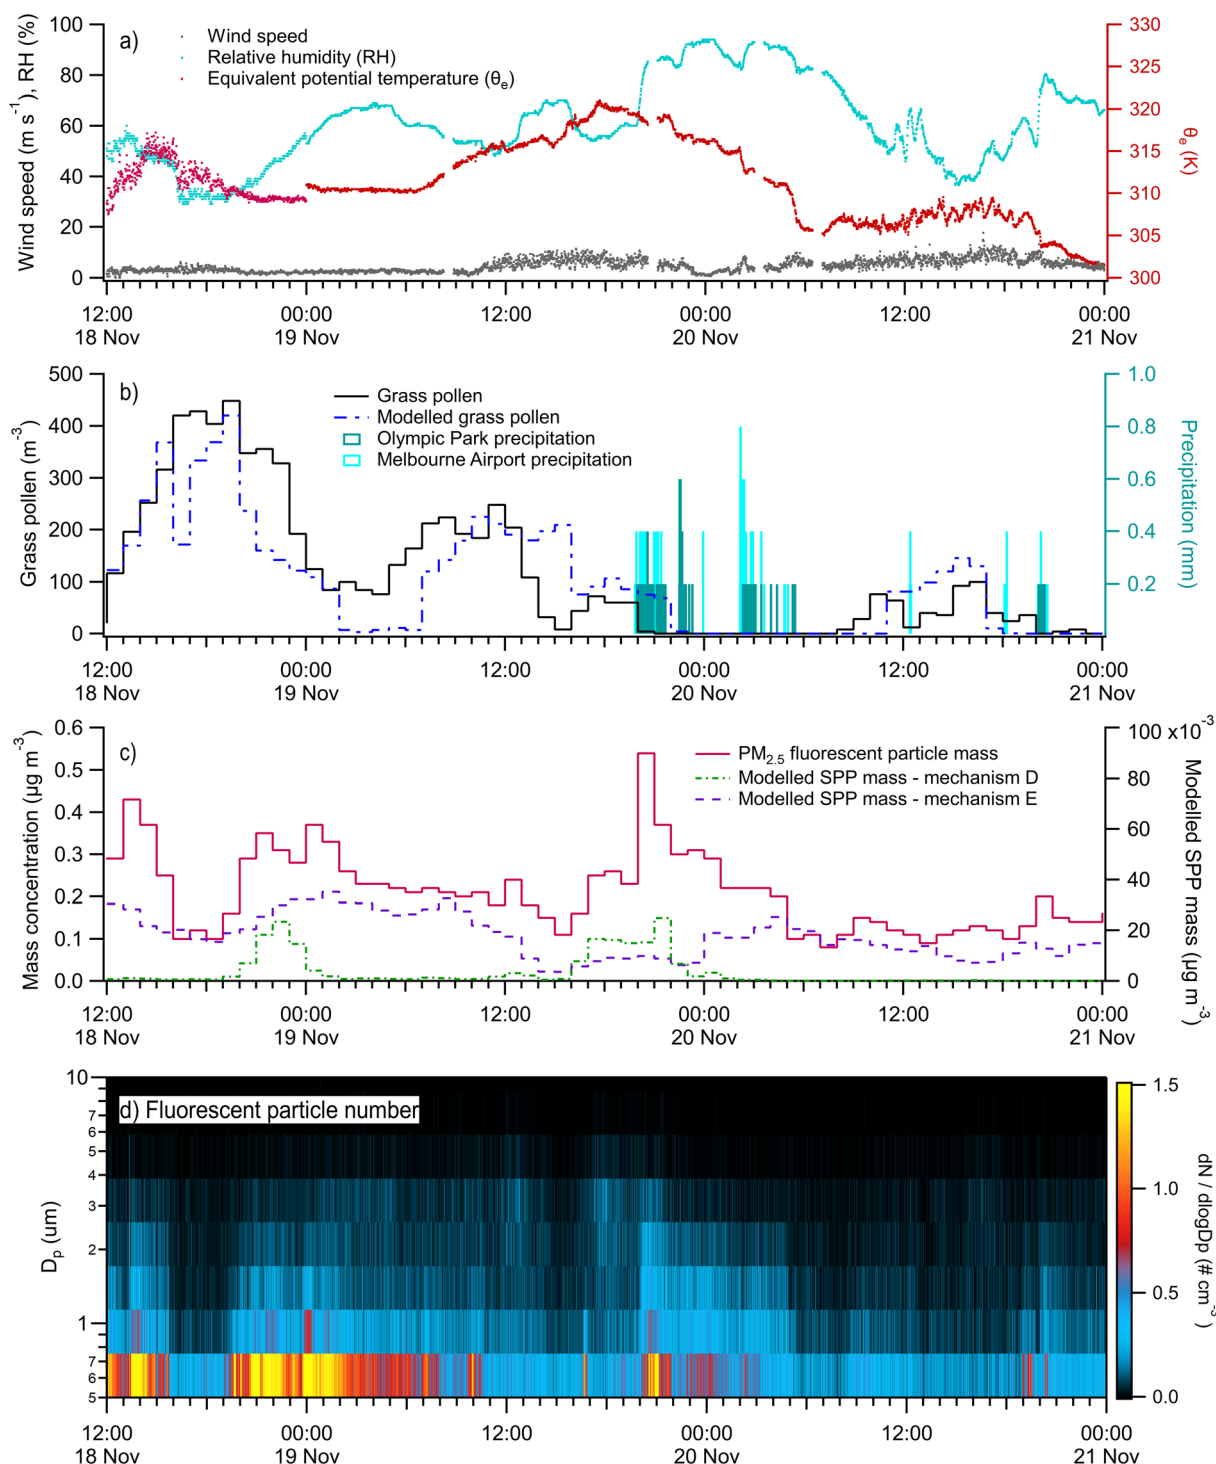 a)
Wind speed
Relative humidity (RH)
Equivalent potential temperature (θe)
Wind speed (m s-1), RH (%)
100
80
60
40
20
0
θe (K)
330
325
320
315
310
305
300
12:00
00:00
12:00
00:00
12:00
00:00
18 Nov
19 Nov
20 Nov
21 Nov
b)
Grass pollen
Modelled grass pollen
Olympic Park precipitation
Melbourne Airport precipitation
Grass pollen (m-3)
500
400
300
200
100
0
Precipitation (mm)
1.0
0.8
0.6
0.4
0.2
12:00
00:00
12:00
00:00
12:00
00:00
18 Nov
19 Nov
20 Nov
21 Nov
c)
PM2.5 fluorescent particle mass
Modelled SPP mass - mechanism D
Modelled SPP mass - mechanism E
Mass concentration (µg m-3)
0.6
0.5
0.4
0.3
0.2
0.1
0.0
Modelled SPP mass (µg m-3)
100 x10-3
80
60
40
20
0
12:00
00:00
12:00
00:00
12:00
00:00
18 Nov
19 Nov
20 Nov
21 Nov
d) Fluorescent particle number
Dp (um)
10
7
6
5
4
3
2
1
7
6
5
dN / dlogDp (# cm-3)
1.5
1.0
0.5
0.0
12:00
00:00
12:00
00:00
12:00
00:00
18 Nov
19 Nov
20 Nov
21 Nov